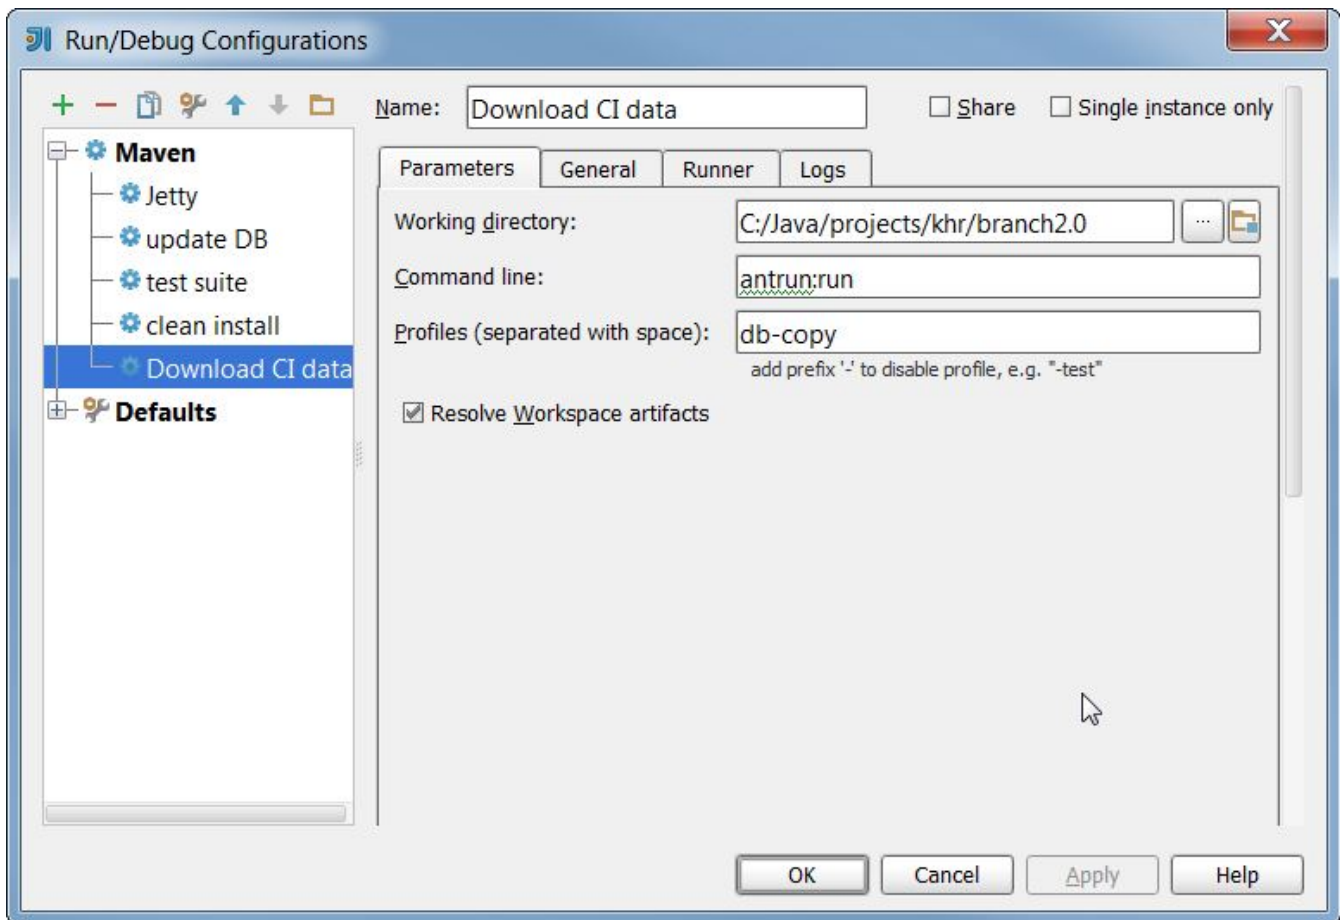 Run/Debug Configurations
Name: Download CI data Share Single instance only
Maven
Jetty
update DB
test suite
clean install
Download CI data
Defaults
Parameters General Runner Logs
Working directory: C:/Java/projects/khr/branch2.0 ...
Command line: antrun:run
Profiles (separated with space): db-copy
add prefix '-' to disable profile, e.g. "-test"
Resolve Workspace artifacts
OK Cancel Apply Help